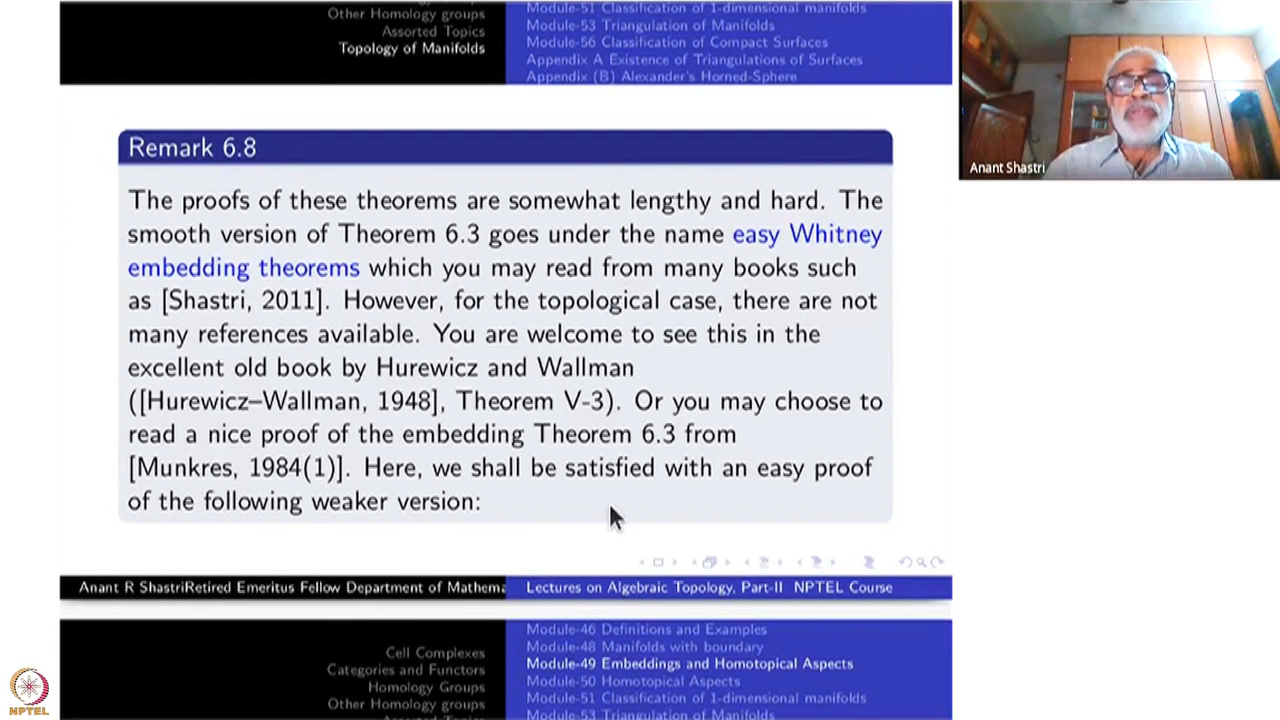 Other Homology groups
Assorted Topics
Topology of Manifolds
Module-51 Classification of 1-dimensional manifolds
Module-53 Triangulation of Manifolds
Module-56 Classification of Compact Surfaces
Appendix A Existence of Triangulations of Surfaces
Appendix (B) Alexander's Horned-Sphere
Anant Shastri
Remark 6.8
The proofs of these theorems are somewhat lengthy and hard. The
smooth version of Theorem 6.3 goes under the name easy Whitney
embedding theorems which you may read from many books such
as [Shastri, 2011]. However, for the topological case, there are not
many references available. You are welcome to see this in the
excellent old book by Hurewicz and Wallman
([Hurewicz–Wallman, 1948], Theorem V-3). Or you may choose to
read a nice proof of the embedding Theorem 6.3 from
[Munkres, 1984(1)]. Here, we shall be satisfied with an easy proof
of the following weaker version:
Anant R ShastriRetired Emeritus Fellow Department of Mathema
Lectures on Algebraic Topology, Part-II NPTEL Course
Cell Complexes
Categories and Functors
Homology Groups
Other Homology groups
Module-46 Definitions and Examples
Module-48 Manifolds with boundary
Module-49 Embeddings and Homotopical Aspects
Module-50 Homotopical Aspects
Module-51 Classification of 1-dimensional manifolds
Module-53 Triangulation of Manifolds
NPTEL